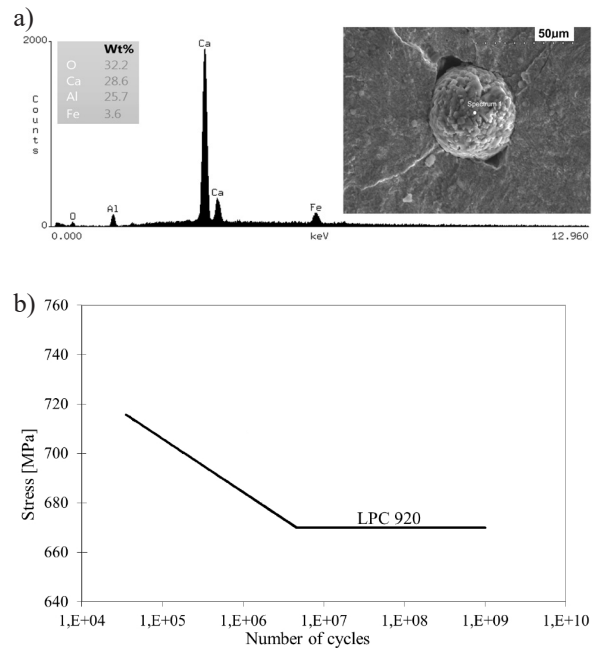 a)
50µm
Wt%
O 32.2
Ca 28.6
Al 25.7
Fe 3.6
2000
Ca
Counts
Spectrum 1
Ca
O
Al
Fe
0
0.000
keV
12.960
b)
760
740
720
700
680
660
640
Stress [MPa]
LPC 920
1,E+04 1,E+05 1,E+06 1,E+07 1,E+08 1,E+09 1,E+10
Number of cycles